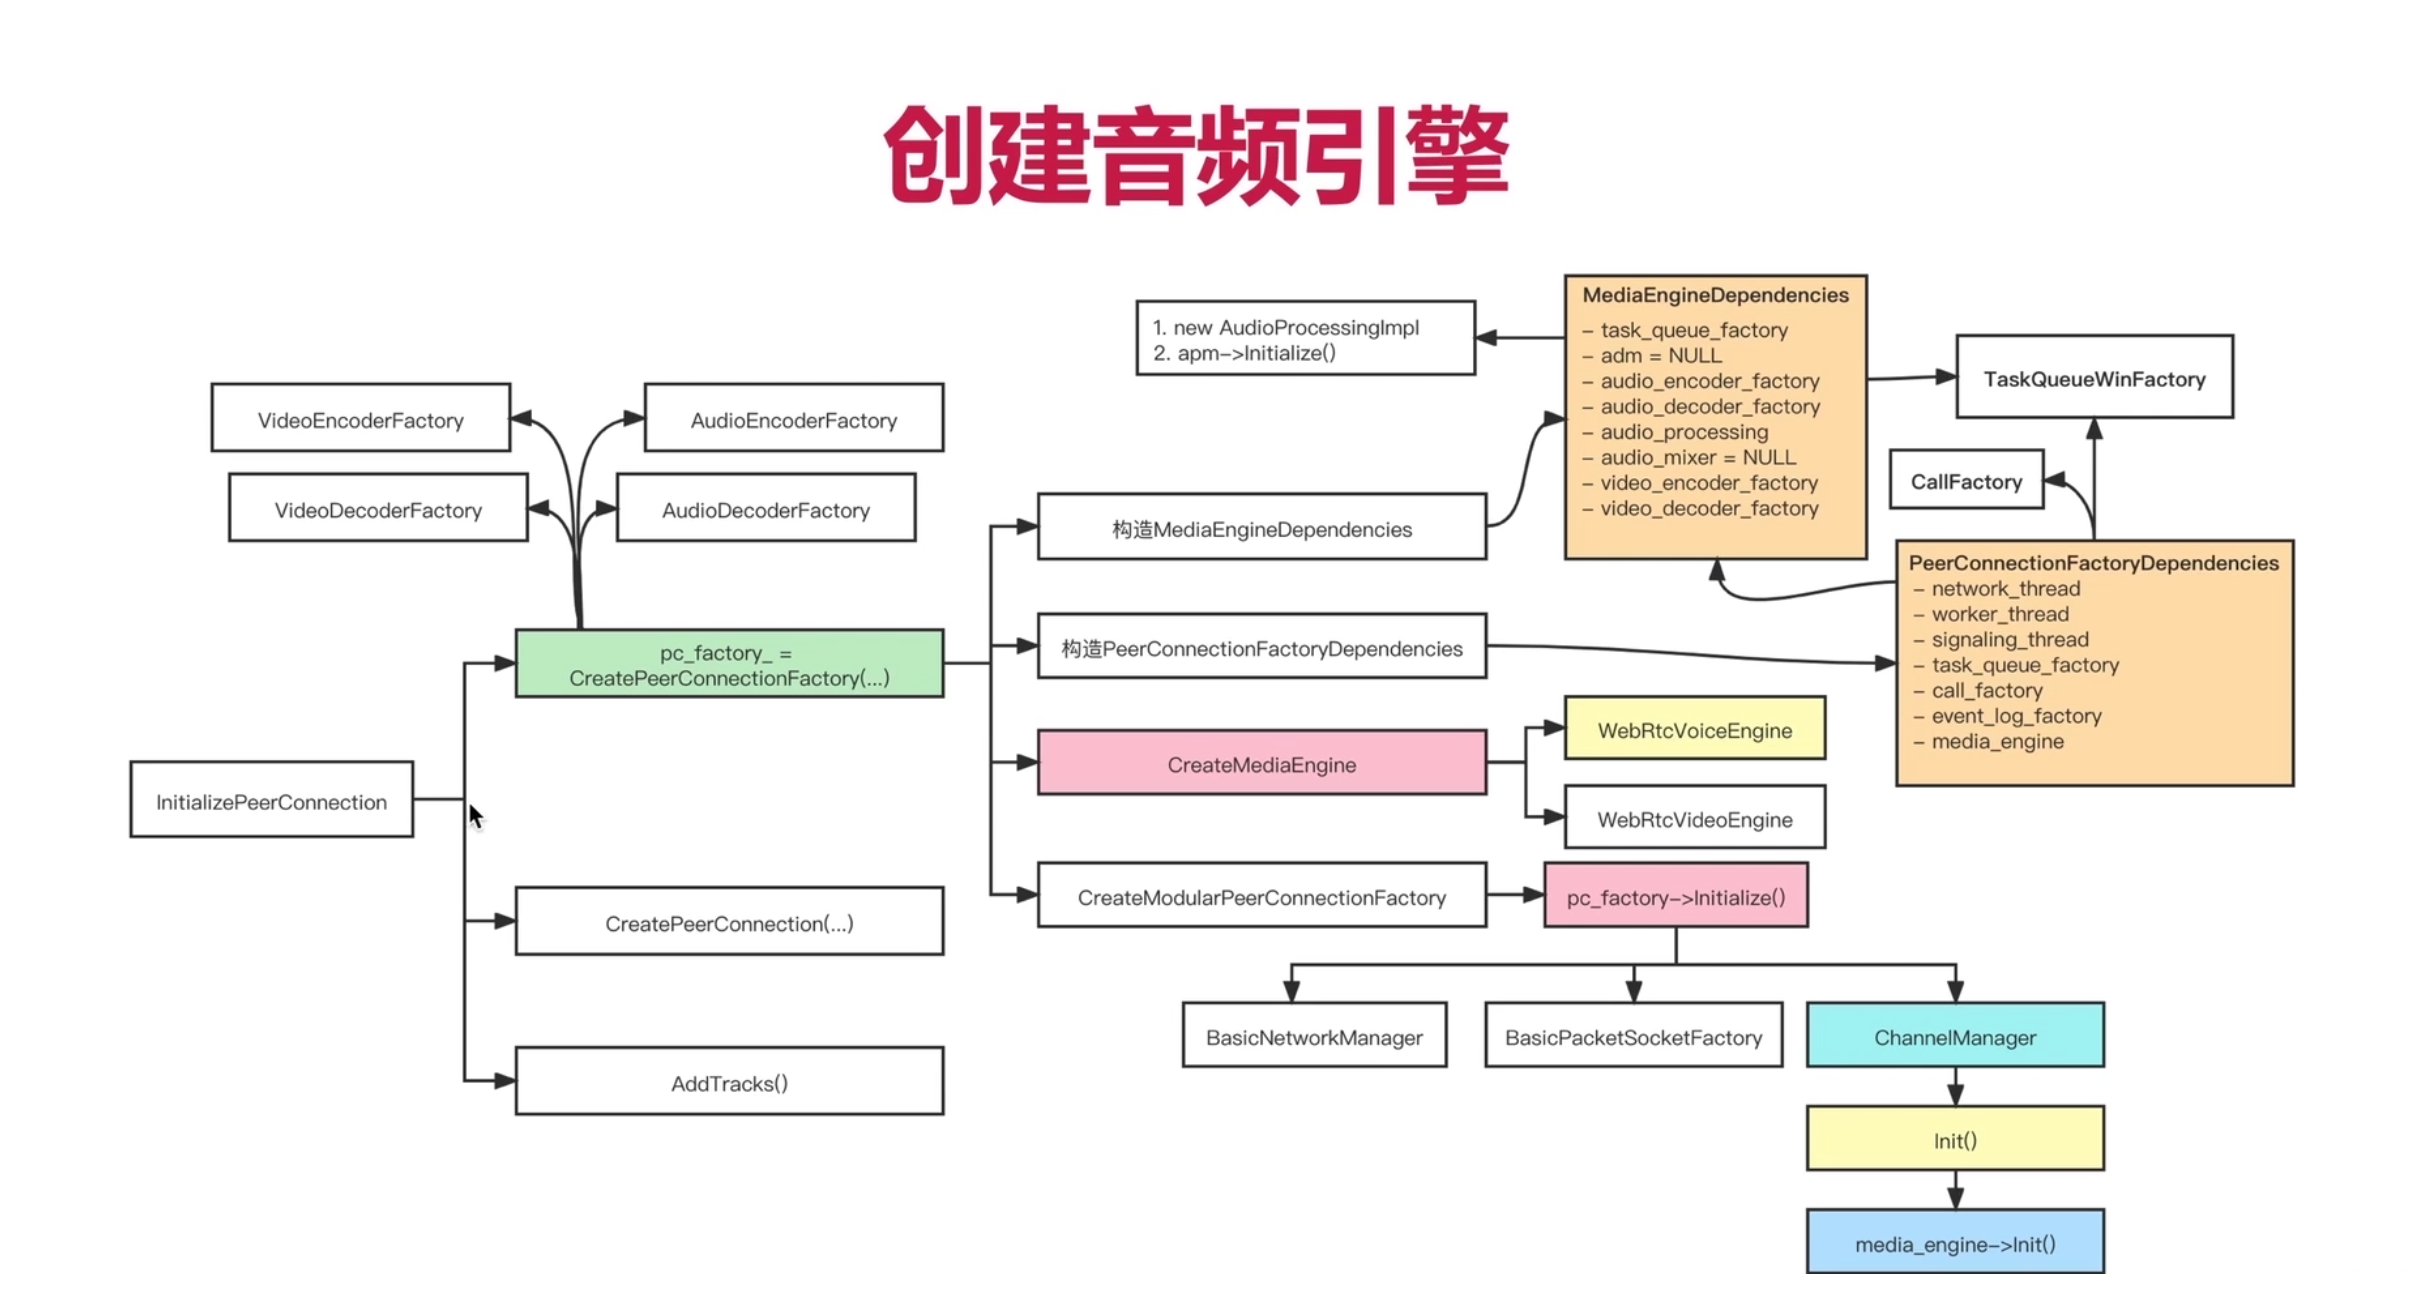 创建音频引擎
1. new AudioProcessingImpl
2. apm->Initialize()
MediaEngineDependencies
– task_queue_factory
– adm = NULL
– audio_encoder_factory
– audio_decoder_factory
– audio_processing
– audio_mixer = NULL
– video_encoder_factory
– video_decoder_factory
TaskQueueWinFactory
VideoEncoderFactory
AudioEncoderFactory
VideoDecoderFactory
AudioDecoderFactory
CallFactory
构造MediaEngineDependencies
PeerConnectionFactoryDependencies
– network_thread
– worker_thread
– signaling_thread
– task_queue_factory
– call_factory
– event_log_factory
– media_engine
pc_factory_ =
CreatePeerConnectionFactory(...)
构造PeerConnectionFactoryDependencies
CreateMediaEngine
WebRtcVoiceEngine
WebRtcVideoEngine
InitializePeerConnection
CreateModularPeerConnectionFactory
pc_factory–>Initialize()
CreatePeerConnection(...)
BasicNetworkManager
BasicPacketSocketFactory
ChannelManager
AddTracks()
Init()
media_engine–>Init()